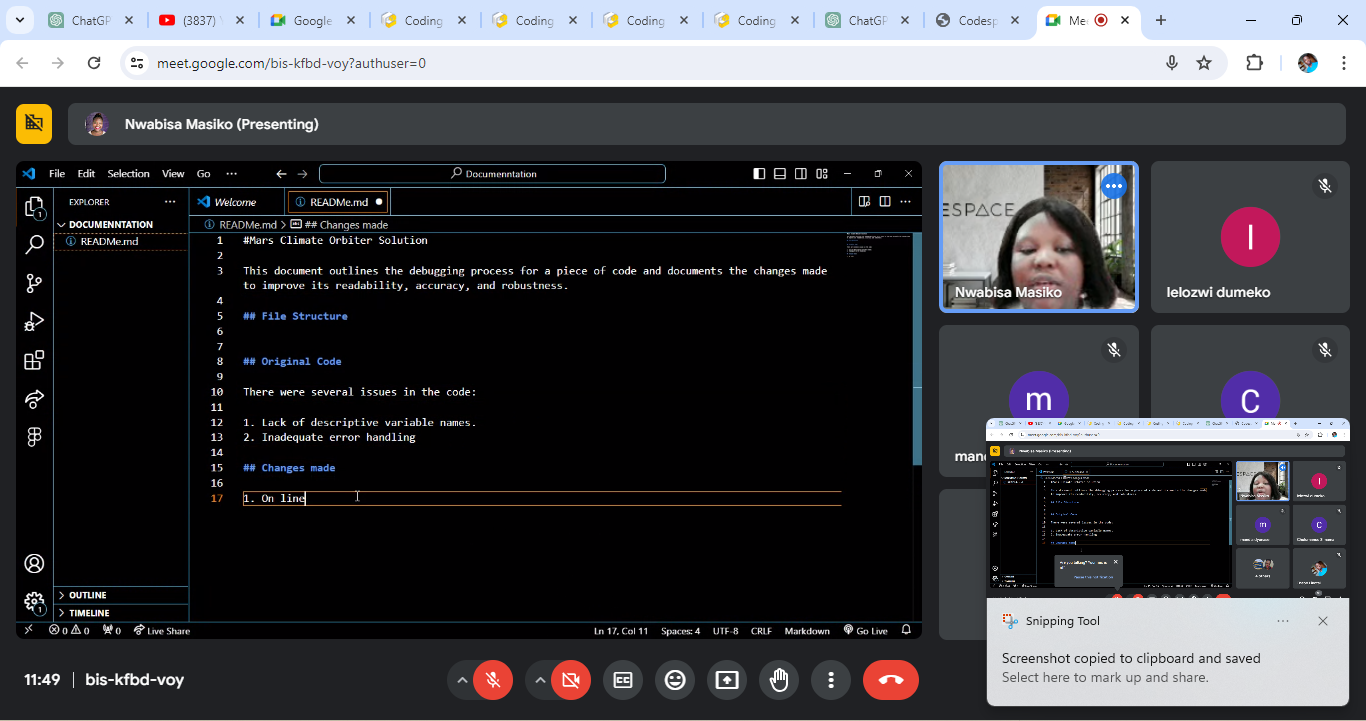 ChatGP
(3837)
Google
Coding
Coding
Coding
Coding
ChatGP
Codesp
Me
meet.google.com/bis-kfbd-voy?authuser=0
Nwabisa Masiko (Presenting)
File Edit Selection View Go ... Documenntation
EXPLORER
DOCUMENNTATION
READMe.md
Welcome
READMe.md
READMe.md > ## Changes made
1 #Mars Climate Orbiter Solution
2
3 This document outlines the debugging process for a piece of code and documents the changes made
to improve its readability, accuracy, and robustness.
4
5 ## File Structure
6
7
8 ## Original Code
9
10 There were several issues in the code:
11
12 1. Lack of descriptive variable names.
13 2. Inadequate error handling
14
15 ## Changes made
16
17 1. On line
OUTLINE
TIMELINE
0 0 0 Live Share
Ln 17, Col 11 Spaces: 4 UTF-8 CRLF Markdown Go Live
ESPACE
Nwabisa Masiko
I
lelozwi dumeko
m
C
Snipping Tool
Screenshot copied to clipboard and saved
Select here to mark up and share.
11:49 | bis-kfbd-voy